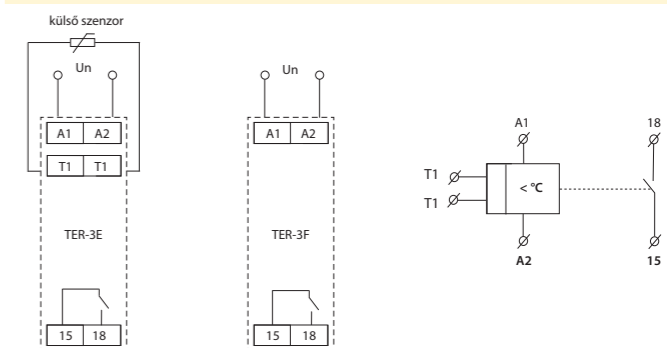 külső szenzor
Un
A1 A2
T1 T1
TER-3E
15 18
Un
A1 A2
TER-3F
15 18
A1
18
T1
T1
< °C
A2
15